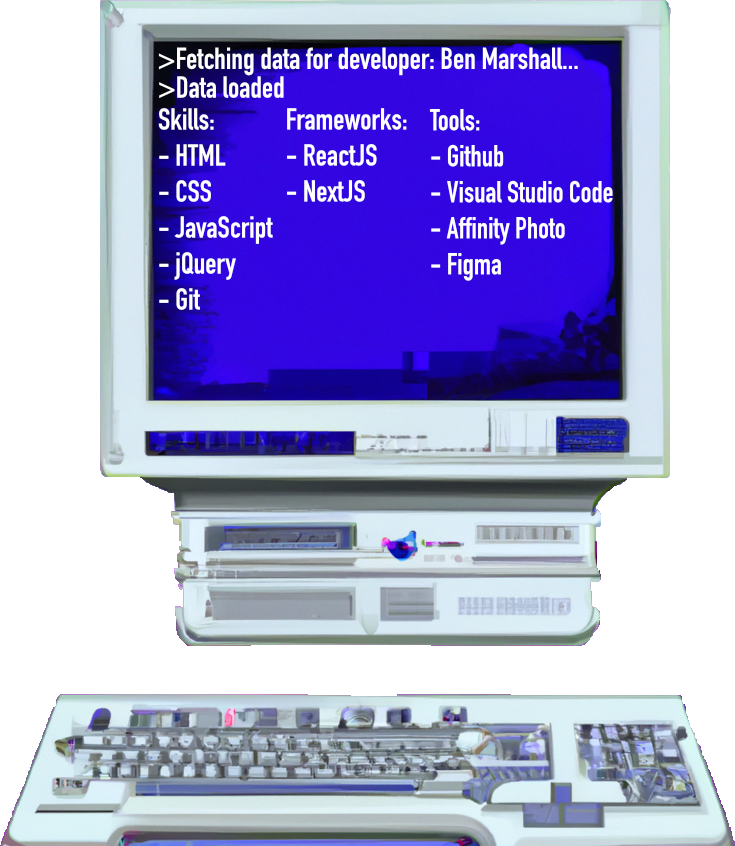 >Fetching data for developer: Ben Marshall...
>Data loaded
Skills:
- HTML
- CSS
- JavaScript
- jQuery
- Git
Frameworks:
- ReactJS
- NextJS
Tools:
- Github
- Visual Studio Code
- Affinity Photo
- Figma